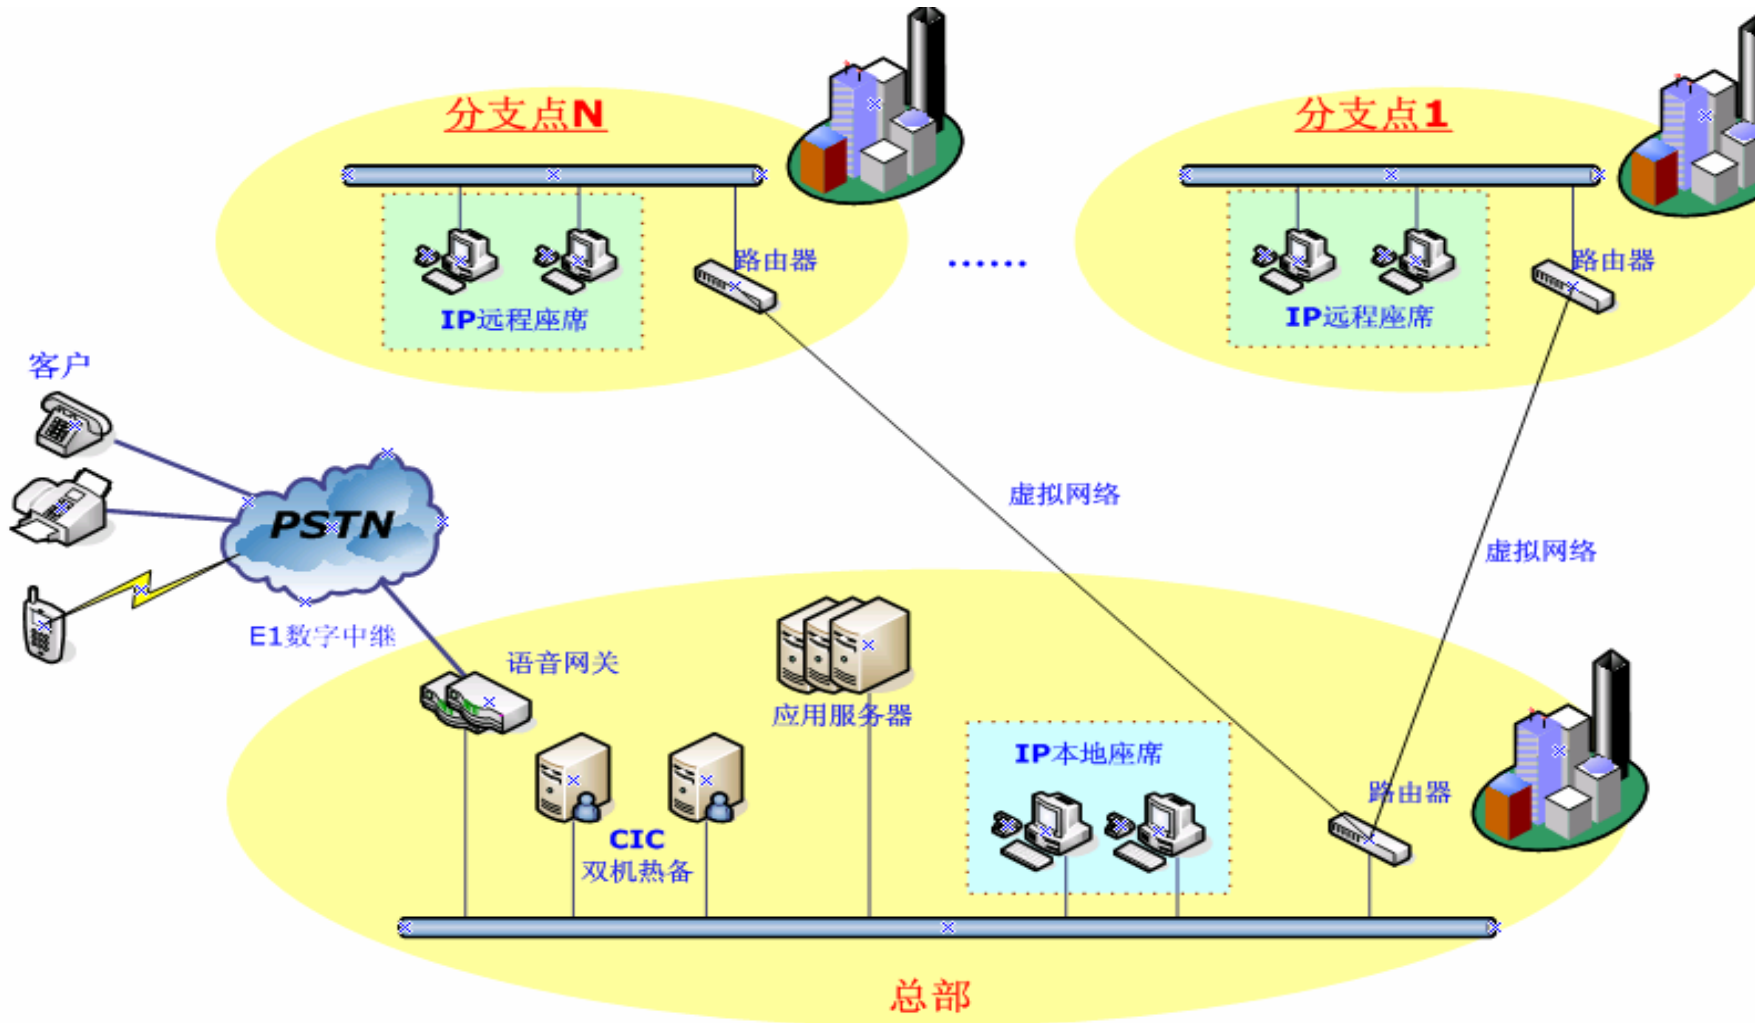 分支点N
分支点1
路由器
……
路由器
IP远程座席
IP远程座席
客户
虚拟网络
PSTN
虚拟网络
E1数字中继
语音网关
应用服务器
IP本地座席
路由器
CIC
双机热备
总部